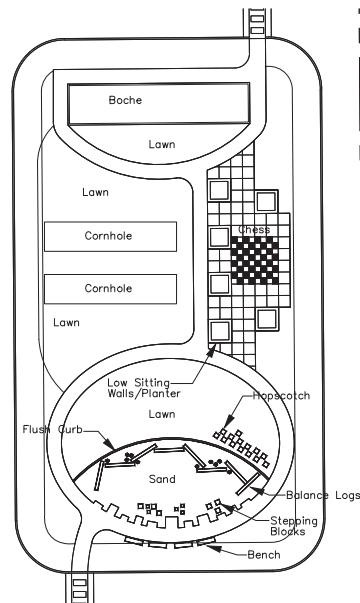 Boche
Lawn
Lawn
Chess
Cornhole
Cornhole
Lawn
Low Sitting
Walls/Planter
Hopscotch
Lawn
Flush Curb
Sand
Balance Logs
Stepping
Blocks
Bench